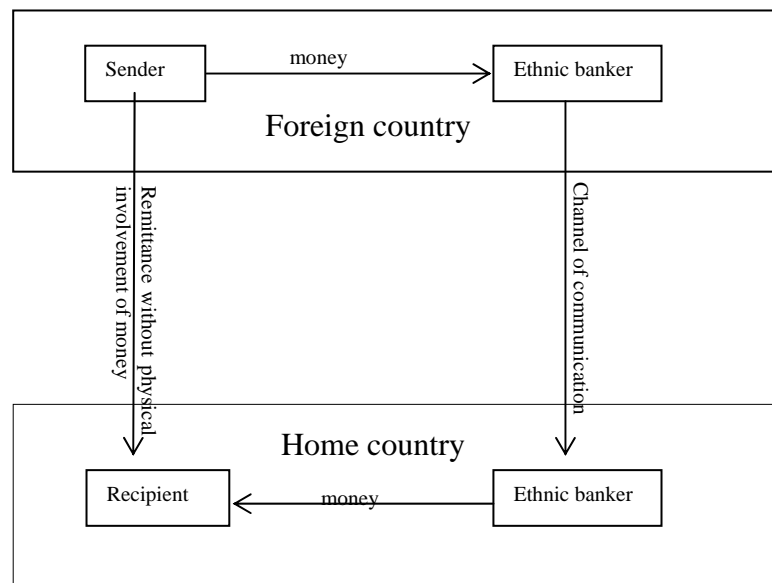 Sender
money
Ethnic banker
Foreign country
Remittance without physical
involvement of money
Channel of communication
Home country
Recipient
money
Ethnic banker